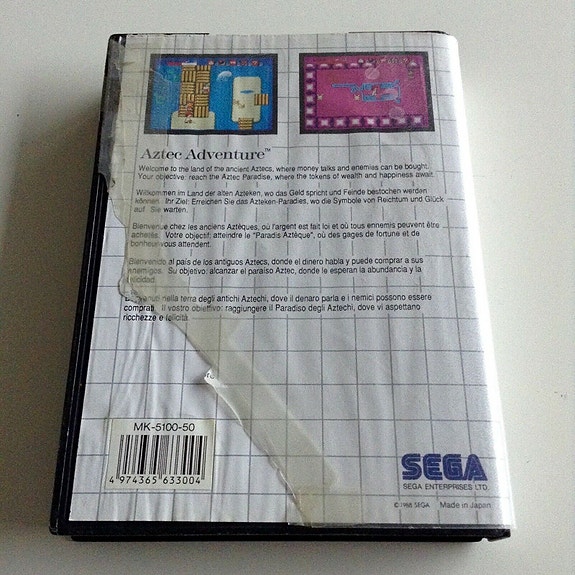 Aztec Adventure™
Welcome to the land of the ancient Aztecs, where money talks and enemies can be bought.
Your objective: reach the Aztec Paradise, where the tokens of wealth and happiness await.
Willkommen im Land der alten Azteken, wo das Geld spricht und Feinde bestochen werden
können. Ihr Ziel: Erreichen Sie das Azteken-Paradies, wo die Symbole von Reichtum und Glück
auf Sie warten.
Bienvenue chez les anciens Aztèques, où l'argent est fait loi et où tous ennemis peuvent être
achetés. Votre objectif: atteindre le "Paradis Aztèque", où des gages de fortune et de
bonheur vous attendent.
Bienvenido al país de los antiguos Aztecs, donde el dinero habla y puede comprar a sus
enemigos. Su objetivo: alcanzar el paraíso Aztec, donde le esperan la abundancia y la
felicidad.
Benvenuti nella terra degli antichi Aztechi, dove il denaro parla e i nemici possono essere
comprati. Il vostro obiettivo: raggiungere il Paradiso degli Aztechi, dove vi aspettano
ricchezze e felicità.
MK-5100-50
4 974365 633004
SEGA
SEGA ENTERPRISES LTD.
©1988 SEGA Made in Japan